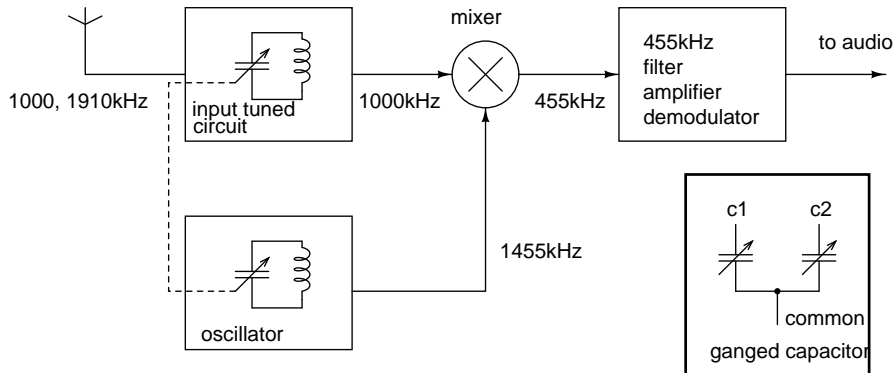 mixer
455kHz
filter
amplifier
demodulator
to audio
1000, 1910kHz
input tuned
circuit
1000kHz
455kHz
1455kHz
oscillator
c1
c2
common
ganged capacitor